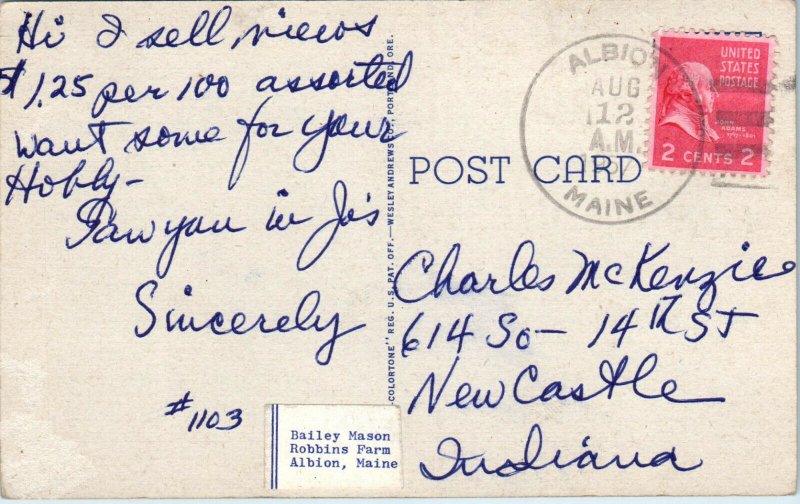 Hi I sell, views
$1.25 per 100 assorted
want some for your
Hobby-
Saw you in Jo's
Sincerely
#1103
Bailey Mason
Robbins Farm
Albion, Maine
COLORTONE" REG. U.S. PAT. OFF.—WESLEY ANDREWS, PORTLAND, ORE.
POST CARD
ALBION
AUG
12
A.M.
MAINE
UNITED
STATES
POSTAGE
JOHN
ADAMS
1797-1801
2 CENTS 2
Charles McKenzie
614 So- 14th ST
New Castle
Indiana